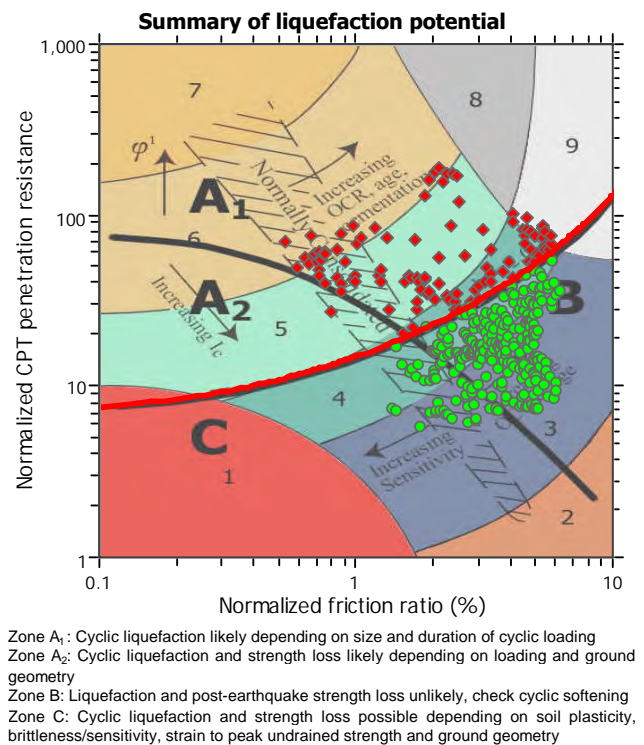 Summary of liquefaction potential
1,000
100
10
1
Normalized CPT penetration resistance
7
8
9
φ¹
A₁
Normally Consolidated
Increasing
OCR- age,
6
A₂
Increasing Ic
5
B
4
3
C
1
Increasing
Sensitivity
2
0.1
1
10
Normalized friction ratio (%)
Zone A₁: Cyclic liquefaction likely depending on size and duration of cyclic loading
Zone A₂: Cyclic liquefaction and strength loss likely depending on loading and ground
geometry
Zone B: Liquefaction and post-earthquake strength loss unlikely, check cyclic softening
Zone C: Cyclic liquefaction and strength loss possible depending on soil plasticity,
brittleness/sensitivity, strain to peak undrained strength and ground geometry